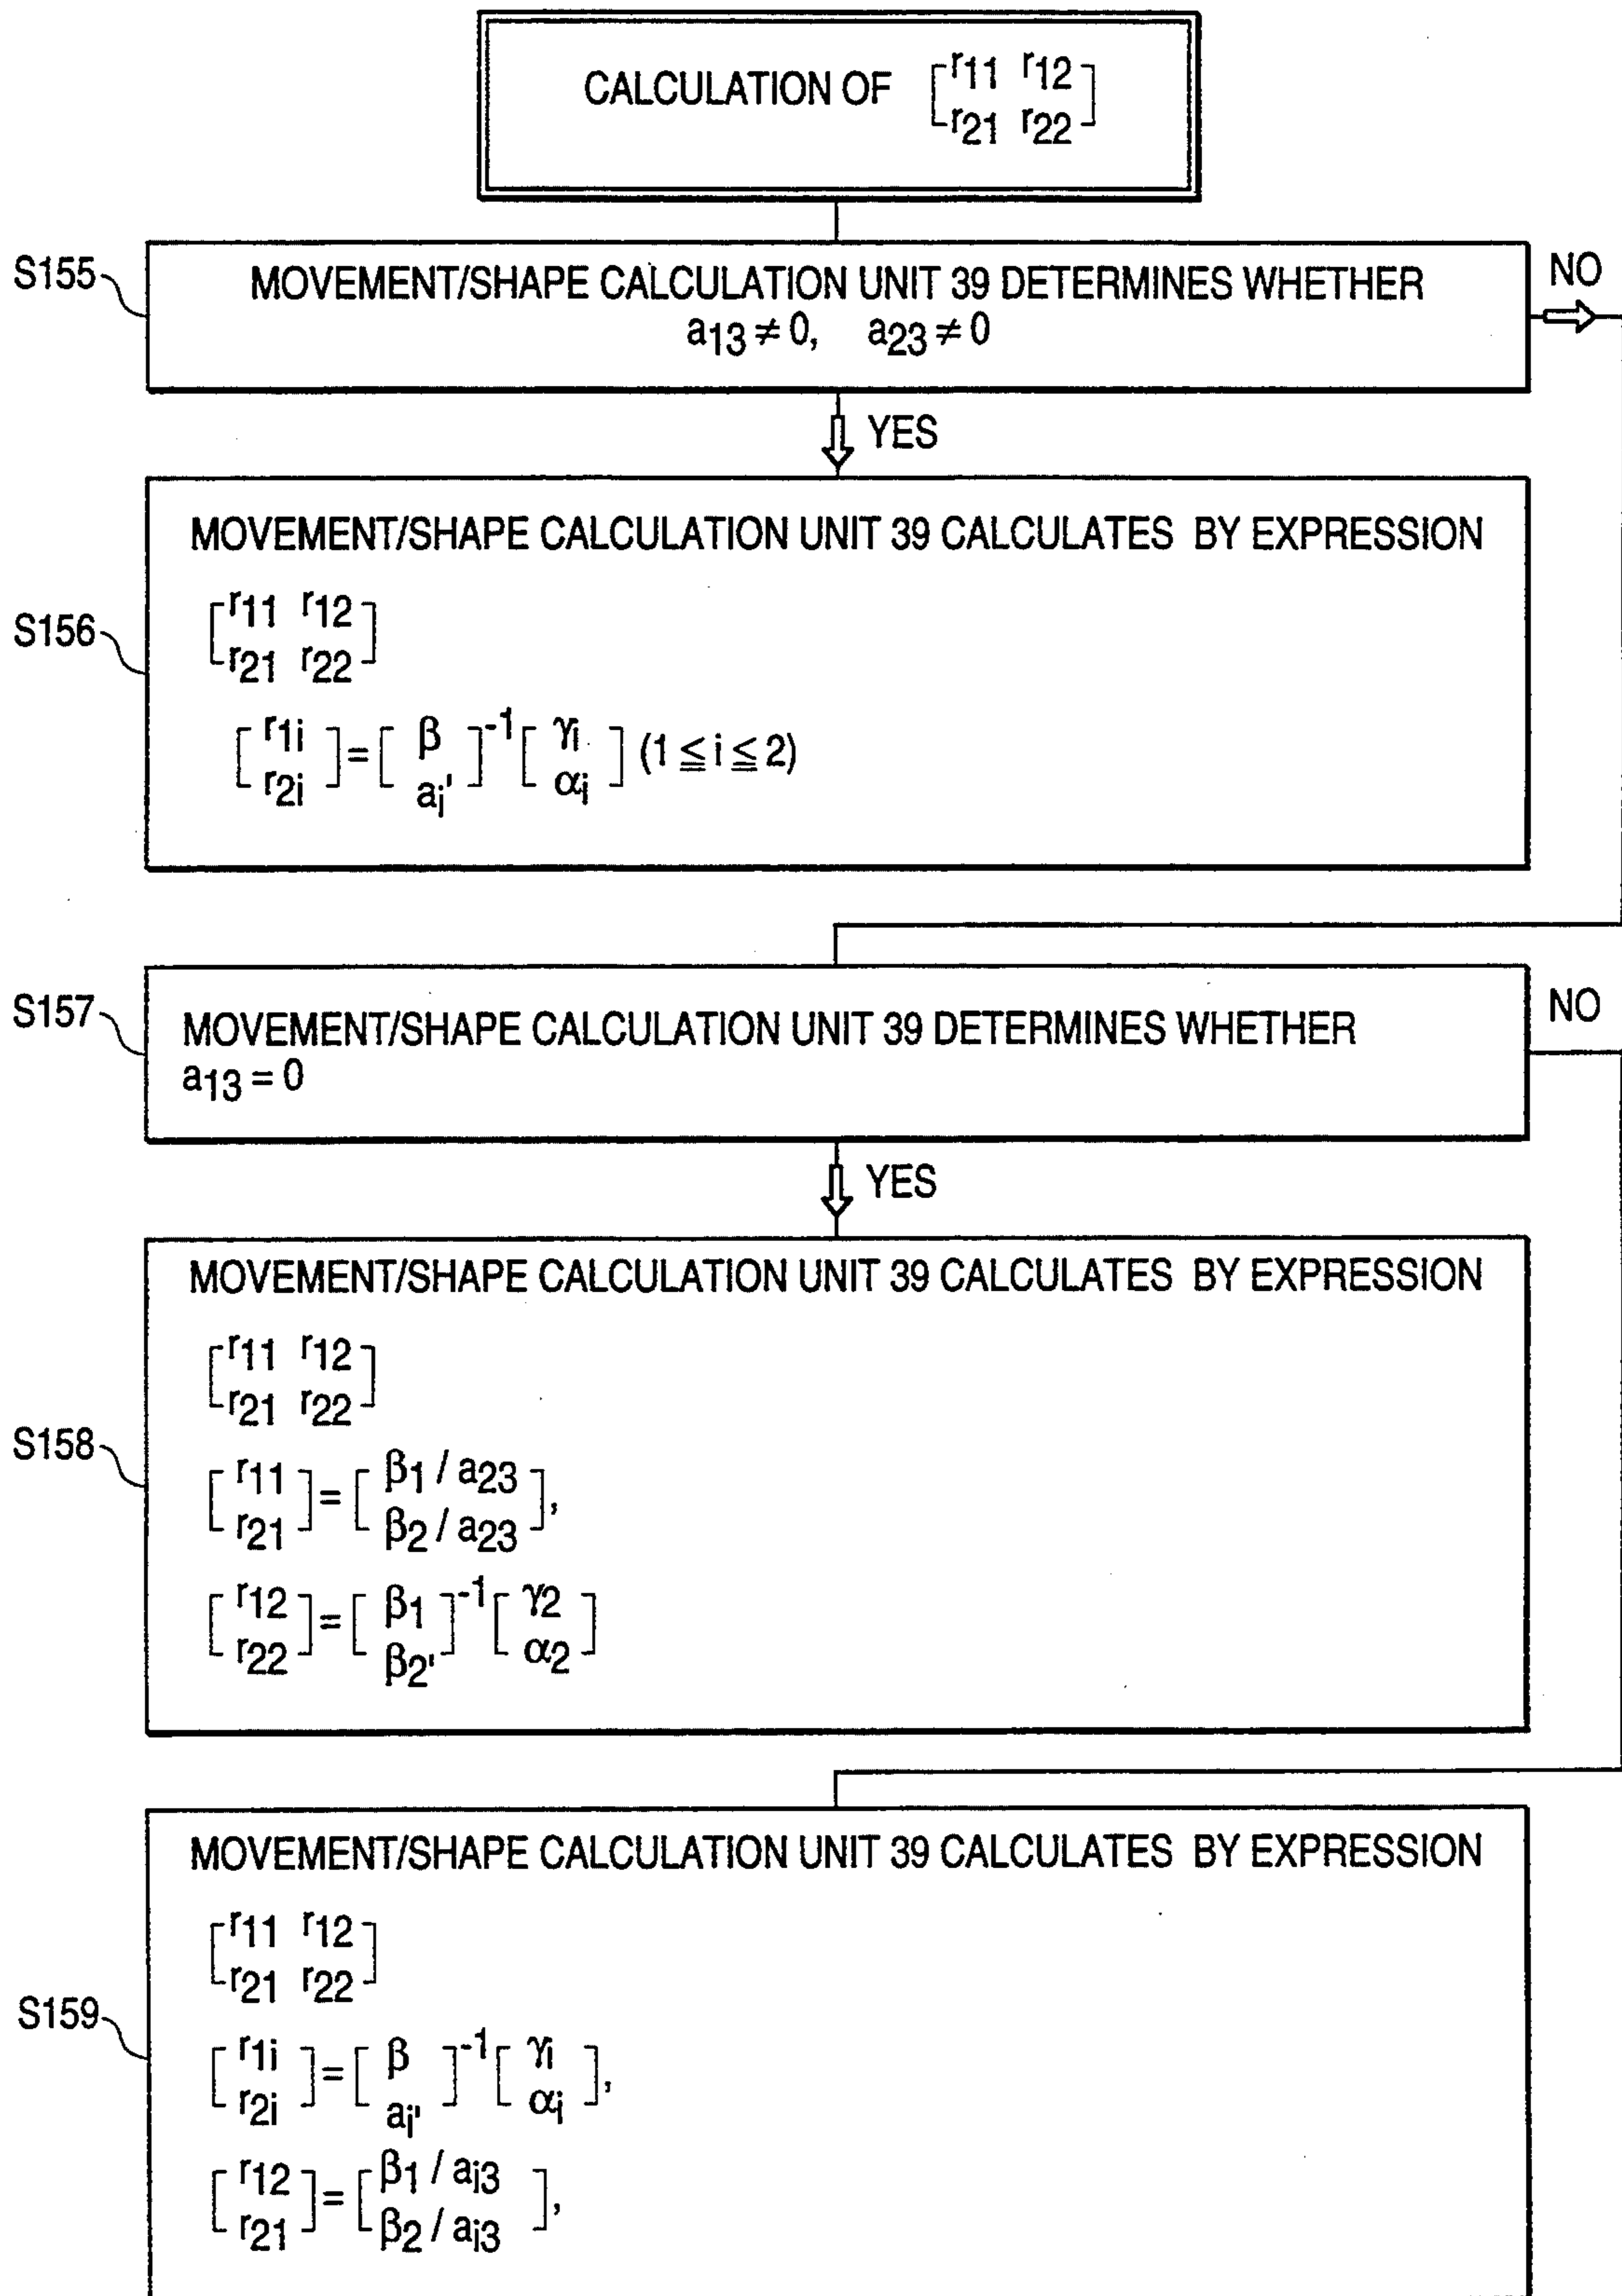 CALCULATION OF [ r11 r12 ]
[ r21 r22 ]
S155
MOVEMENT/SHAPE CALCULATION UNIT 39 DETERMINES WHETHER
a13 ≠ 0, a23 ≠ 0
NO
YES
S156
MOVEMENT/SHAPE CALCULATION UNIT 39 CALCULATES BY EXPRESSION
[ r11 r12 ]
[ r21 r22 ]
[ r1i ] = [ β ]-1 [ γi ] (1 ≦ i ≦ 2)
[ r2i ] [ ai' ] [ αi ]
S157
MOVEMENT/SHAPE CALCULATION UNIT 39 DETERMINES WHETHER
a13 = 0
NO
YES
S158
MOVEMENT/SHAPE CALCULATION UNIT 39 CALCULATES BY EXPRESSION
[ r11 r12 ]
[ r21 r22 ]
[ r11 ] = [ β1 / a23 ],
[ r21 ] [ β2 / a23 ]
[ r12 ] = [ β1 ]-1 [ γ2 ]
[ r22 ] [ β2' ] [ α2 ]
S159
MOVEMENT/SHAPE CALCULATION UNIT 39 CALCULATES BY EXPRESSION
[ r11 r12 ]
[ r21 r22 ]
[ r1i ] = [ β ]-1 [ γi ],
[ r2i ] [ ai' ] [ αi ]
[ r12 ] = [ β1 / ai3 ],
[ r21 ] [ β2 / ai3 ]